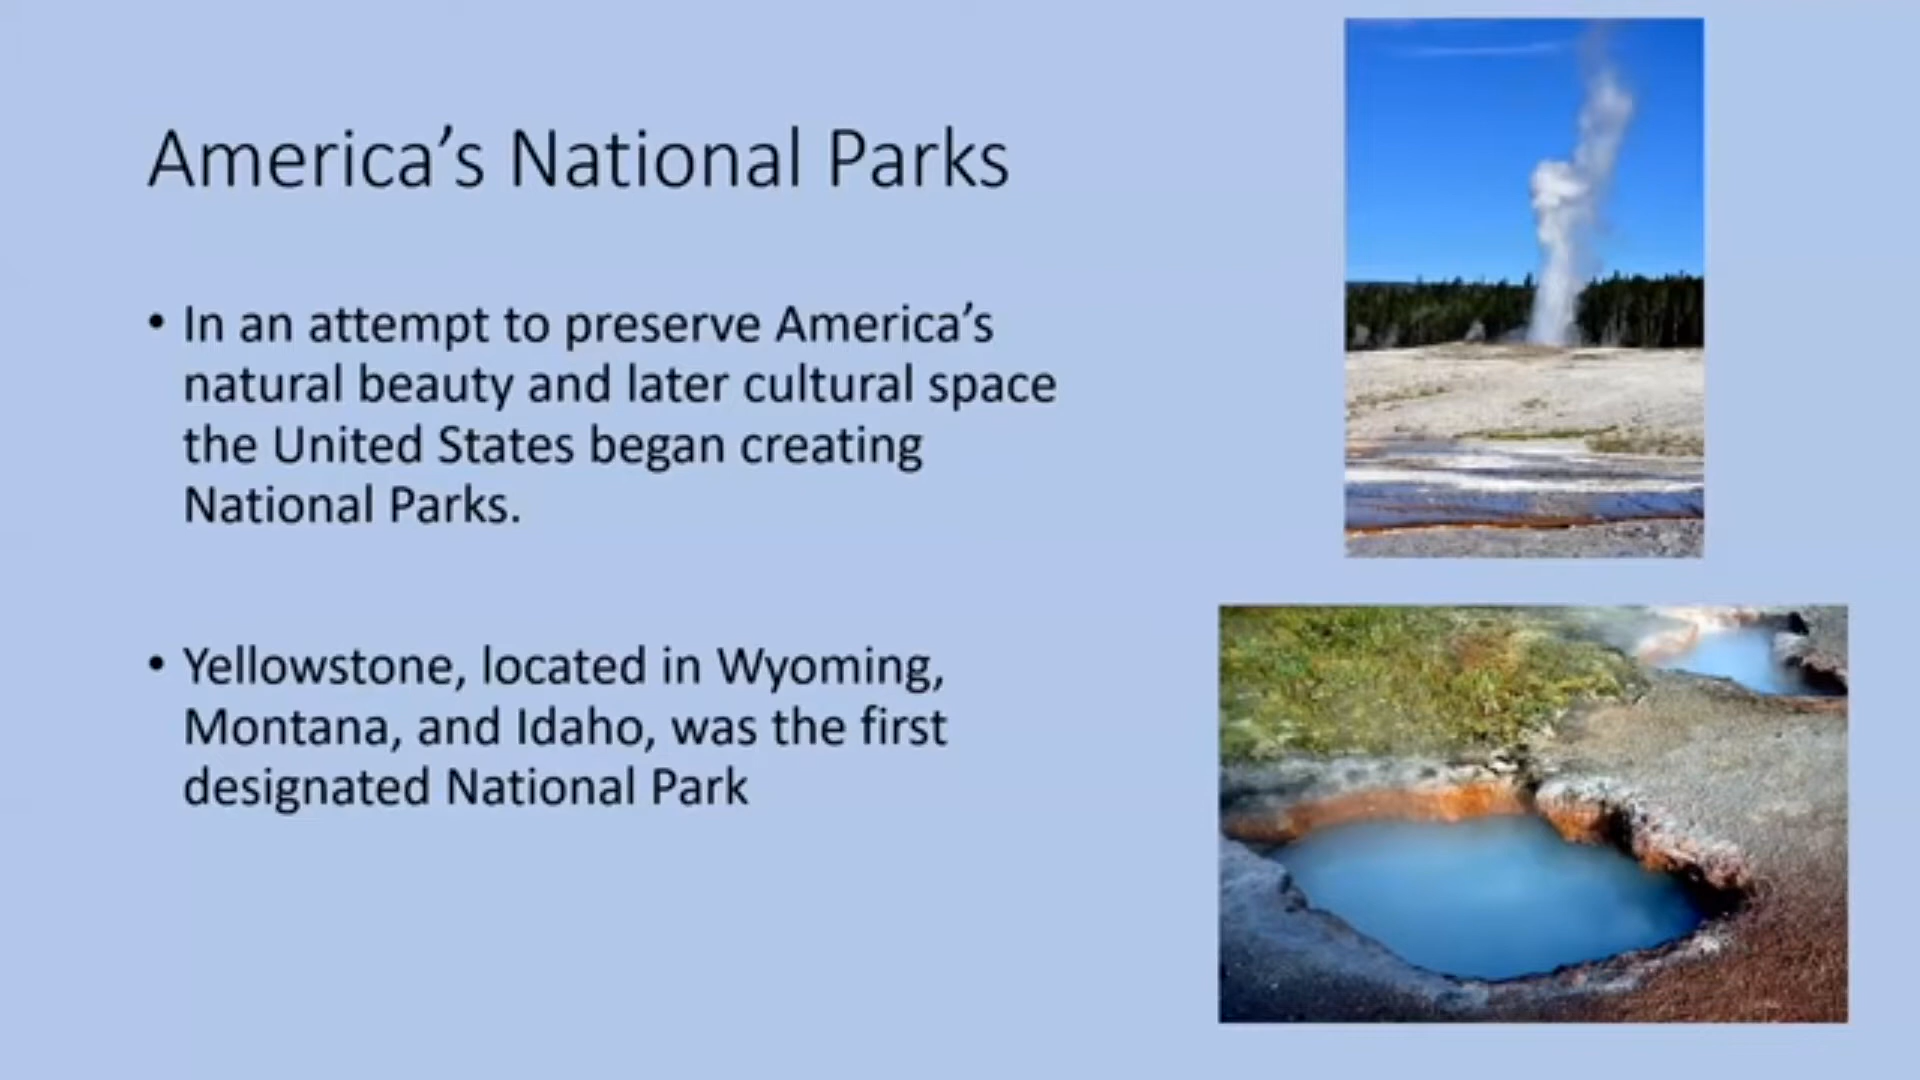 America’s National Parks
• In an attempt to preserve America’s
natural beauty and later cultural space
the United States began creating
National Parks.
• Yellowstone, located in Wyoming,
Montana, and Idaho, was the first
designated National Park